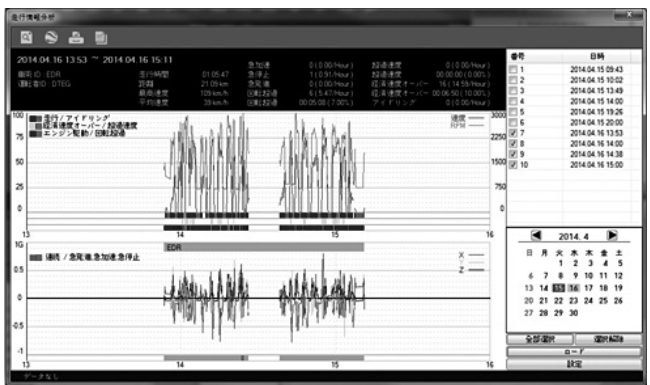 走行情報分析
2014.04.16 13:53 ~ 2014.04.16 15:11
車両 ID : EDR
運転者ID : DTEG
走行時間 01:05:47
距離 21.09 km
最高速度 109 km/h
平均速度 39 km/h
急加速 0 ( 0.00/Hour )
急停止 1 ( 0.91/Hour )
急発進 0 ( 0.00/Hour )
回転超過 6 ( 5.47/Hour )
回転超過 00:05:08 ( 7.00% )
超過速度 0 ( 0.00/Hour )
超過速度 00:00:00 ( 0.00% )
経済速度オーバー 16 ( 14.59/Hour )
経済速度オーバー 00:06:50 ( 10.00% )
アイドリング 0 ( 0.00/Hour )
番号 日時
1 2014.04.15 09:43
2 2014.04.15 10:02
3 2014.04.15 13:49
4 2014.04.15 14:00
5 2014.04.15 19:26
6 2014.04.15 20:00
7 2014.04.16 13:53
8 2014.04.16 14:00
9 2014.04.16 14:38
10 2014.04.16 15:00
走行/アイドリング
経済速度オーバー/超過速度
エンジン駆動/回転超過
速度
RPM
100 75 50 25 0
3000 2250 1500 750 0
13 14 15 16
EDR
連続 / 急発進,急加速,急停止
X
Y
Z
1G 0.5 0 -0.5 -1
13 14 15 16
2014. 4
日 月 火 水 木 金 土
1 2 3 4 5
6 7 8 9 10 11 12
13 14 15 16 17 18 19
20 21 22 23 24 25 26
27 28 29 30
全部選択 選択解除
ロード
設定
データなし